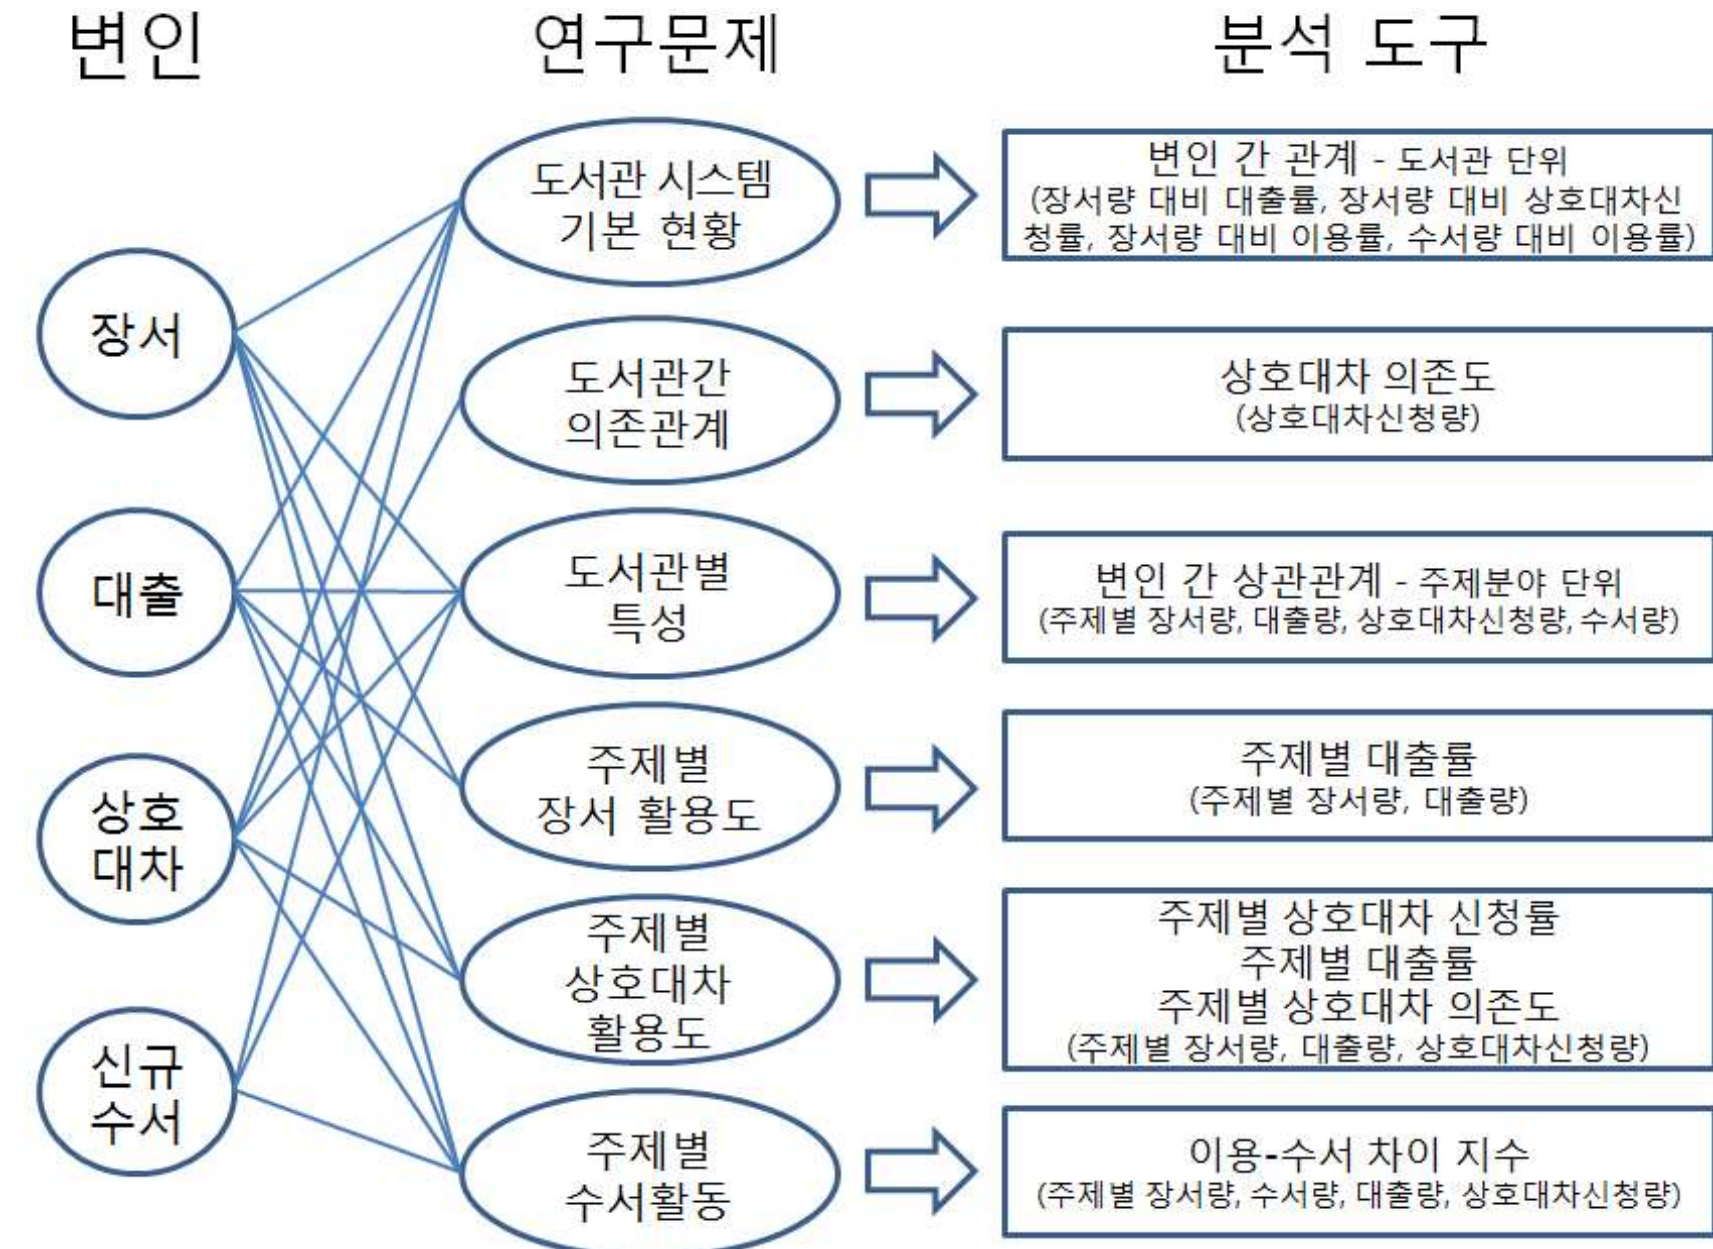 변인
연구문제
분석 도구
장서
대출
상호
대차
신규
수서
도서관 시스템
기본 현황
도서관간
의존관계
도서관별
특성
주제별
장서 활용도
주제별
상호대차
활용도
주제별
수서활동
변인 간 관계 - 도서관 단위
(장서량 대비 대출률, 장서량 대비 상호대차신
청률, 장서량 대비 이용률, 수서량 대비 이용률)
상호대차 의존도
(상호대차신청량)
변인 간 상관관계 - 주제분야 단위
(주제별 장서량, 대출량, 상호대차신청량, 수서량)
주제별 대출률
(주제별 장서량, 대출량)
주제별 상호대차 신청률
주제별 대출률
주제별 상호대차 의존도
(주제별 장서량, 대출량, 상호대차신청량)
이용-수서 차이 지수
(주제별 장서량, 수서량, 대출량, 상호대차신청량)